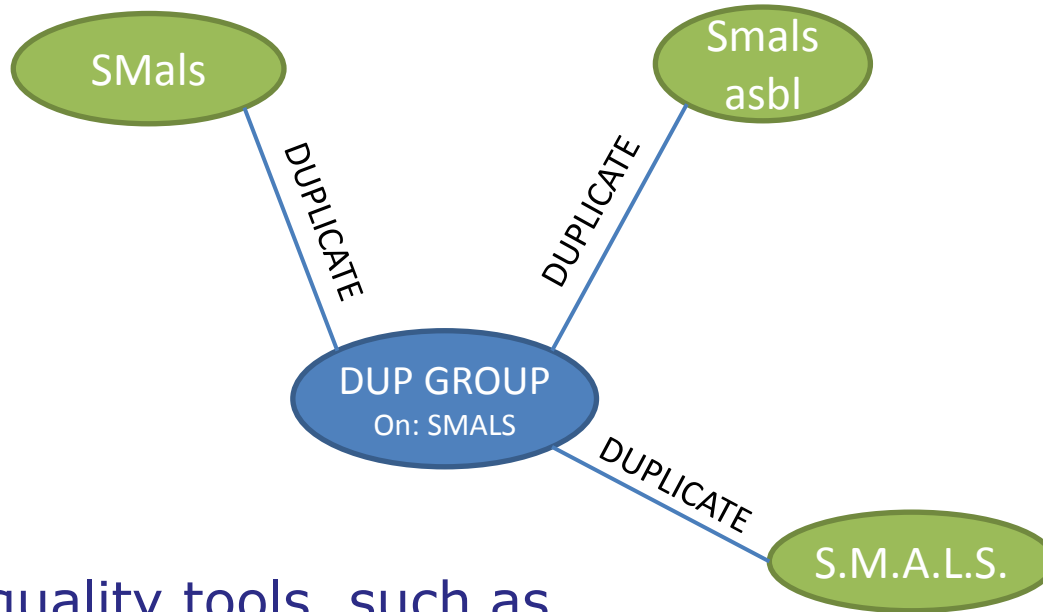 SMals
Smals
asbl
DUPLICATE
DUPLICATE
DUP GROUP
On: SMALS
DUPLICATE
S.M.A.L.S.
quality tools, such as